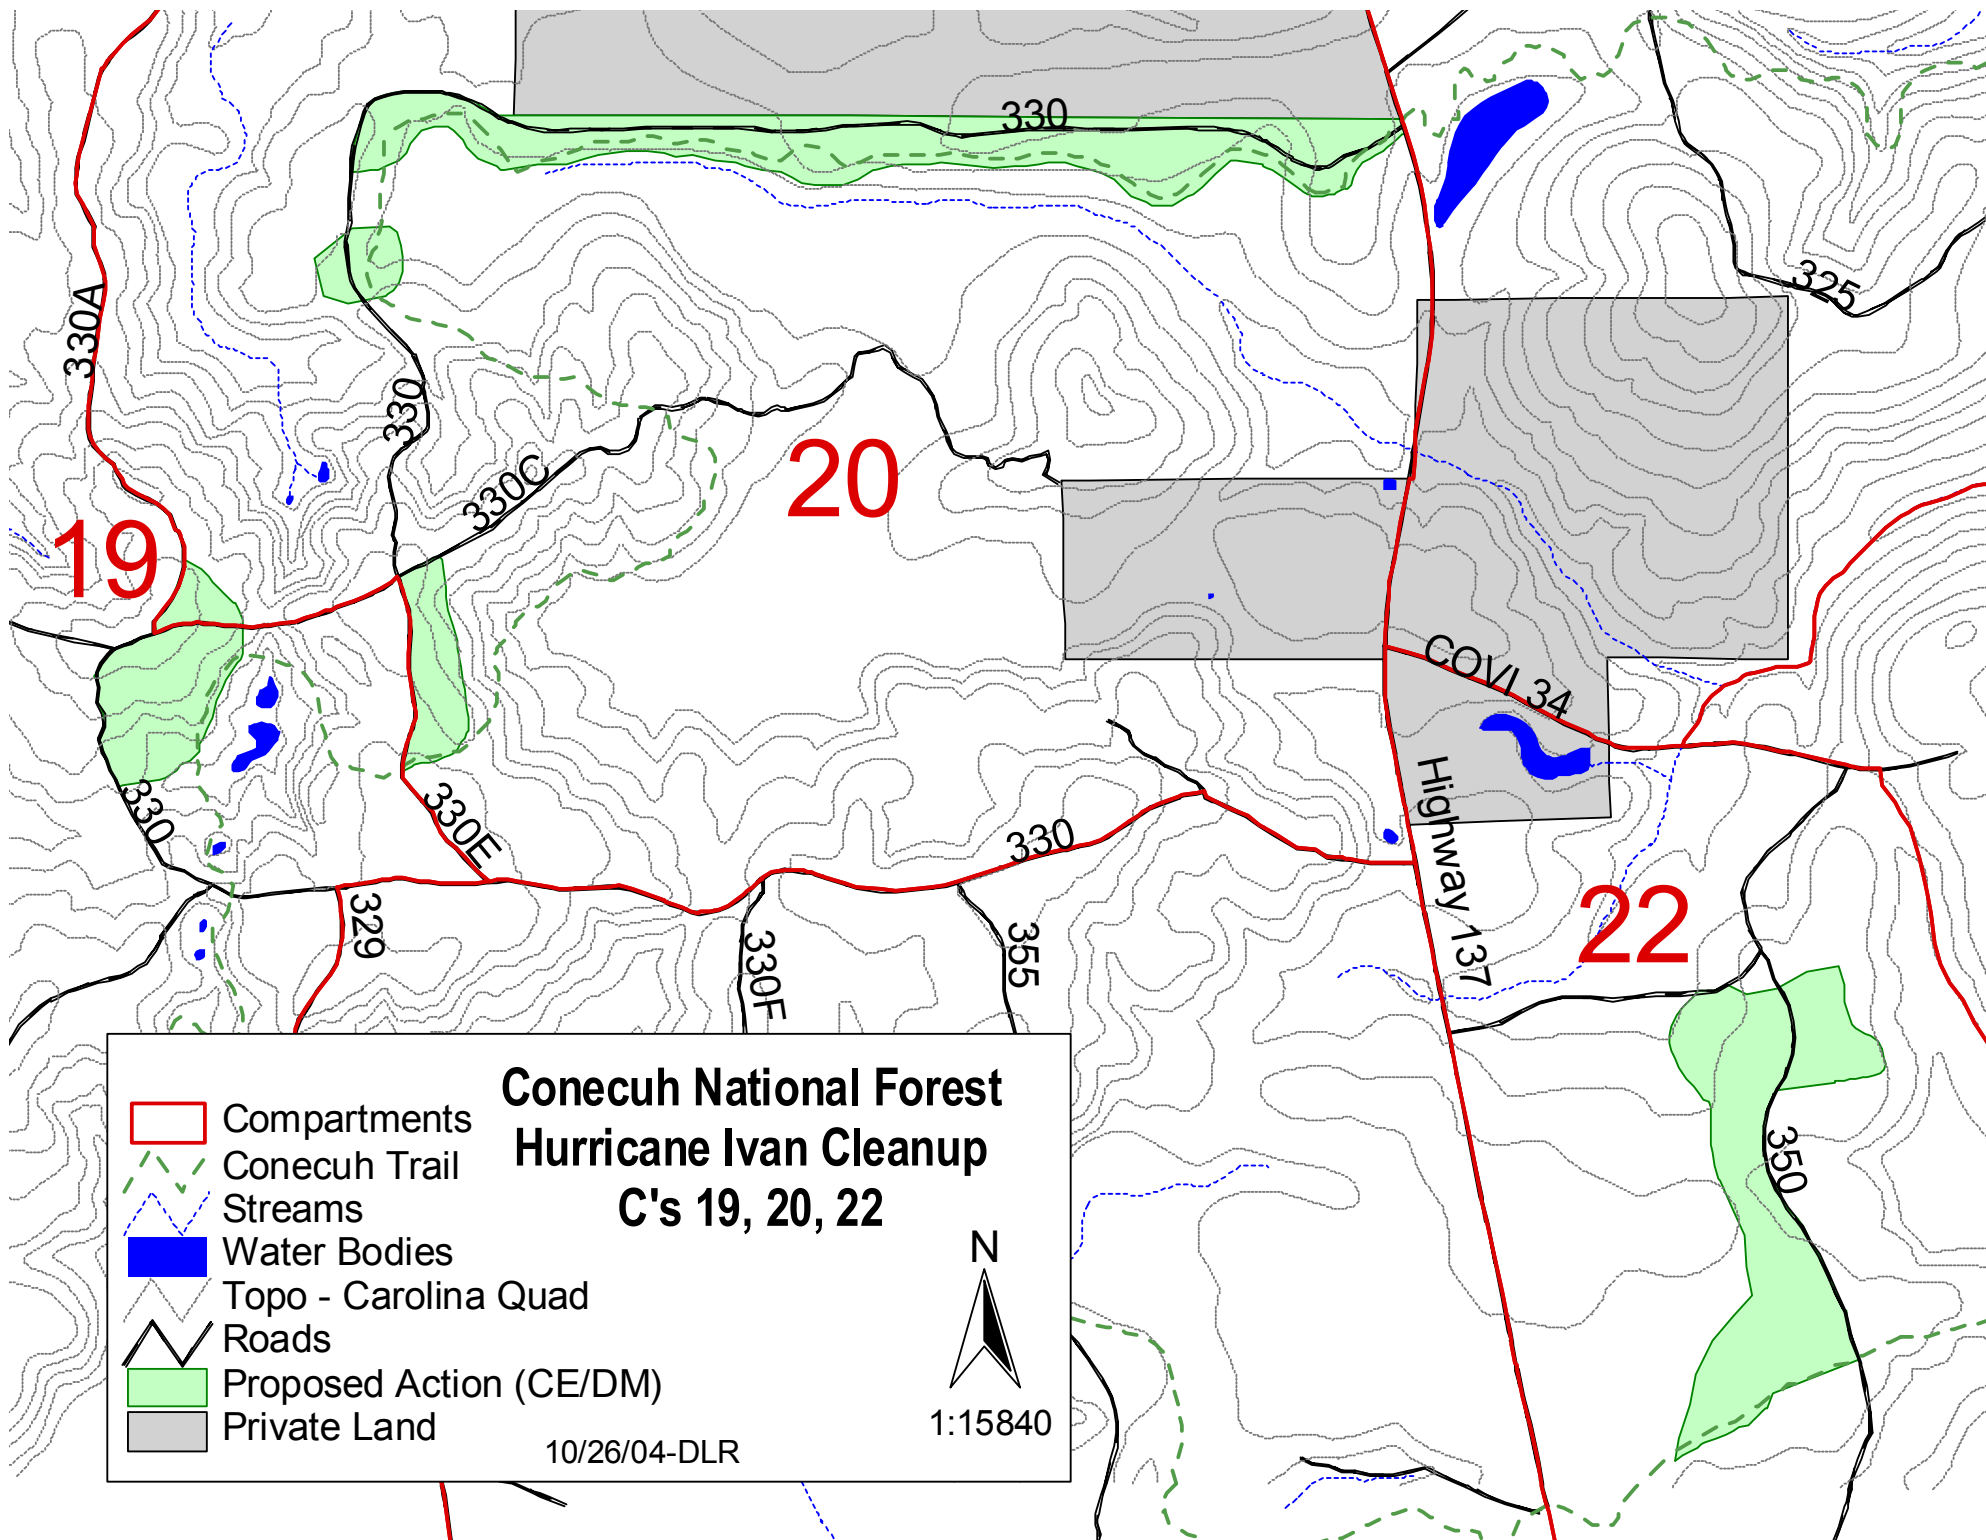 330
325
330A
330
330C
20
19
COVI 34
330
330E
330
Highway 137
22
329
330F
355
350
Conecuh National Forest
Hurricane Ivan Cleanup
C's 19, 20, 22
Compartments
Conecuh Trail
Streams
Water Bodies
Topo - Carolina Quad
Roads
Proposed Action (CE/DM)
Private Land
N
1:15840
10/26/04-DLR